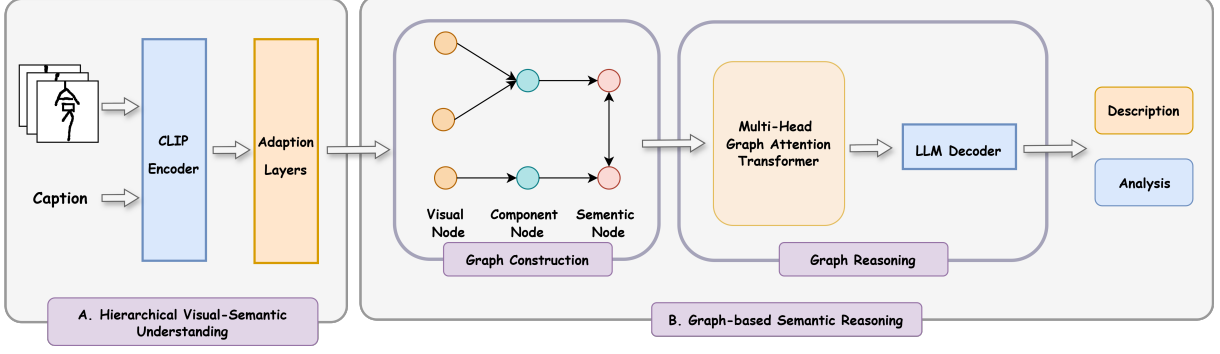 Caption
CLIP
Encoder
Adaption
Layers
A. Hierarchical Visual-Semantic
Understanding
Visual
Node
Component
Node
Sementic
Node
Graph Construction
Multi-Head
Graph Attention
Transformer
LLM Decoder
Graph Reasoning
Description
Analysis
B. Graph-based Semantic Reasoning